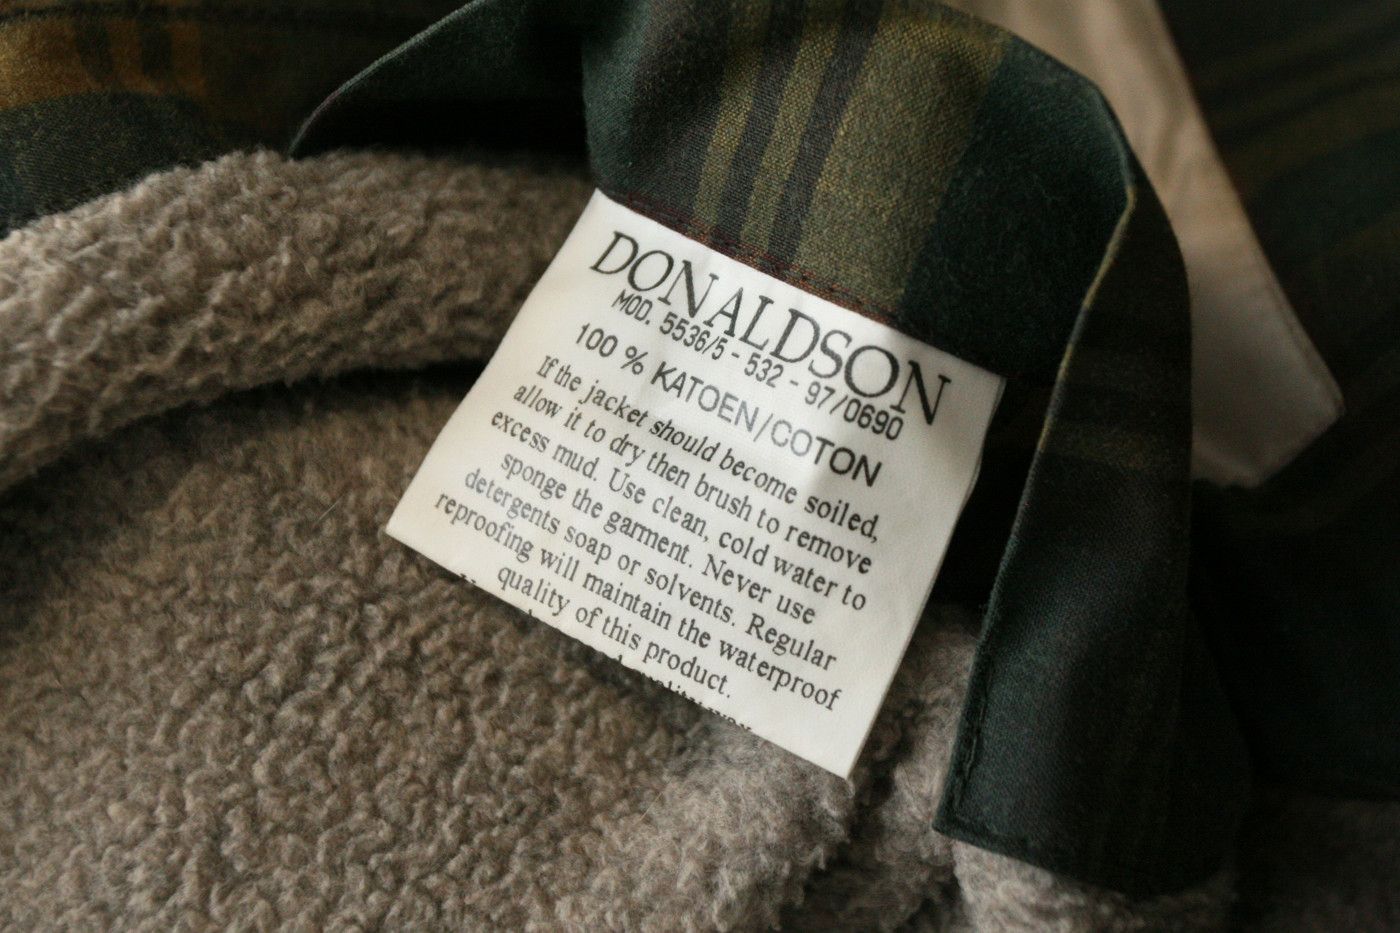 DONALDSON
MOD. 5536/5 - 532 - 97/0690
100 % KATOEN/COTON
If the jacket should become soiled,
allow it to dry then brush to remove
excess mud. Use clean, cold water to
sponge the garment. Never use
detergents soap or solvents. Regular
reproofing will maintain the waterproof
quality of this product.